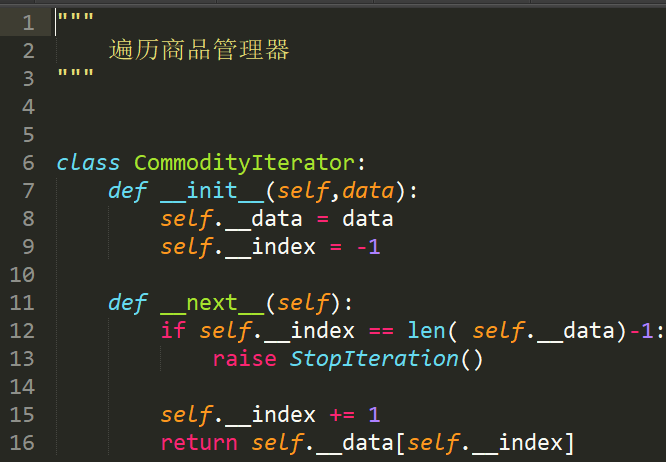 1 """
2     遍历商品管理器
3 """
4
5
6 class CommodityIterator:
7     def __init__(self,data):
8         self.__data = data
9         self.__index = -1
10
11     def __next__(self):
12         if self.__index == len( self.__data)-1:
13             raise StopIteration()
14
15         self.__index += 1
16         return self.__data[self.__index]